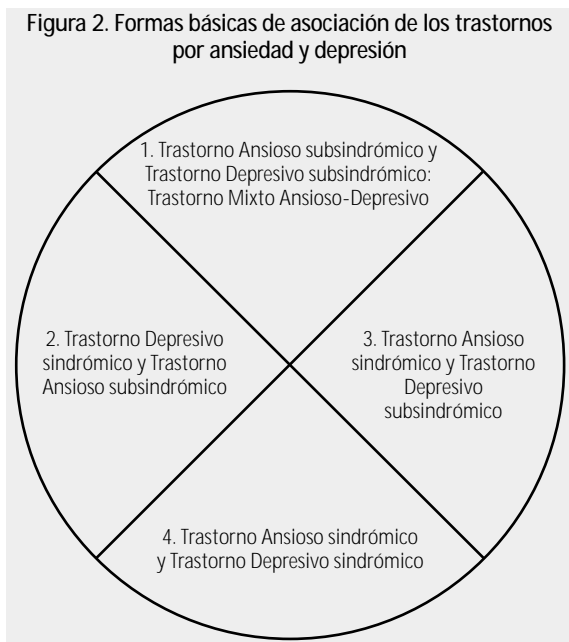 Figura 2. Formas básicas de asociación de los trastornos
por ansiedad y depresión
1. Trastorno Ansioso subsindrómico y
Trastorno Depresivo subsindrómico:
Trastorno Mixto Ansioso-Depresivo
2. Trastorno Depresivo
sindrómico y Trastorno
Ansioso subsindrómico
3. Trastorno Ansioso
sindrómico y Trastorno
Depresivo
subsindrómico
4. Trastorno Ansioso sindrómico
y Trastorno Depresivo sindrómico